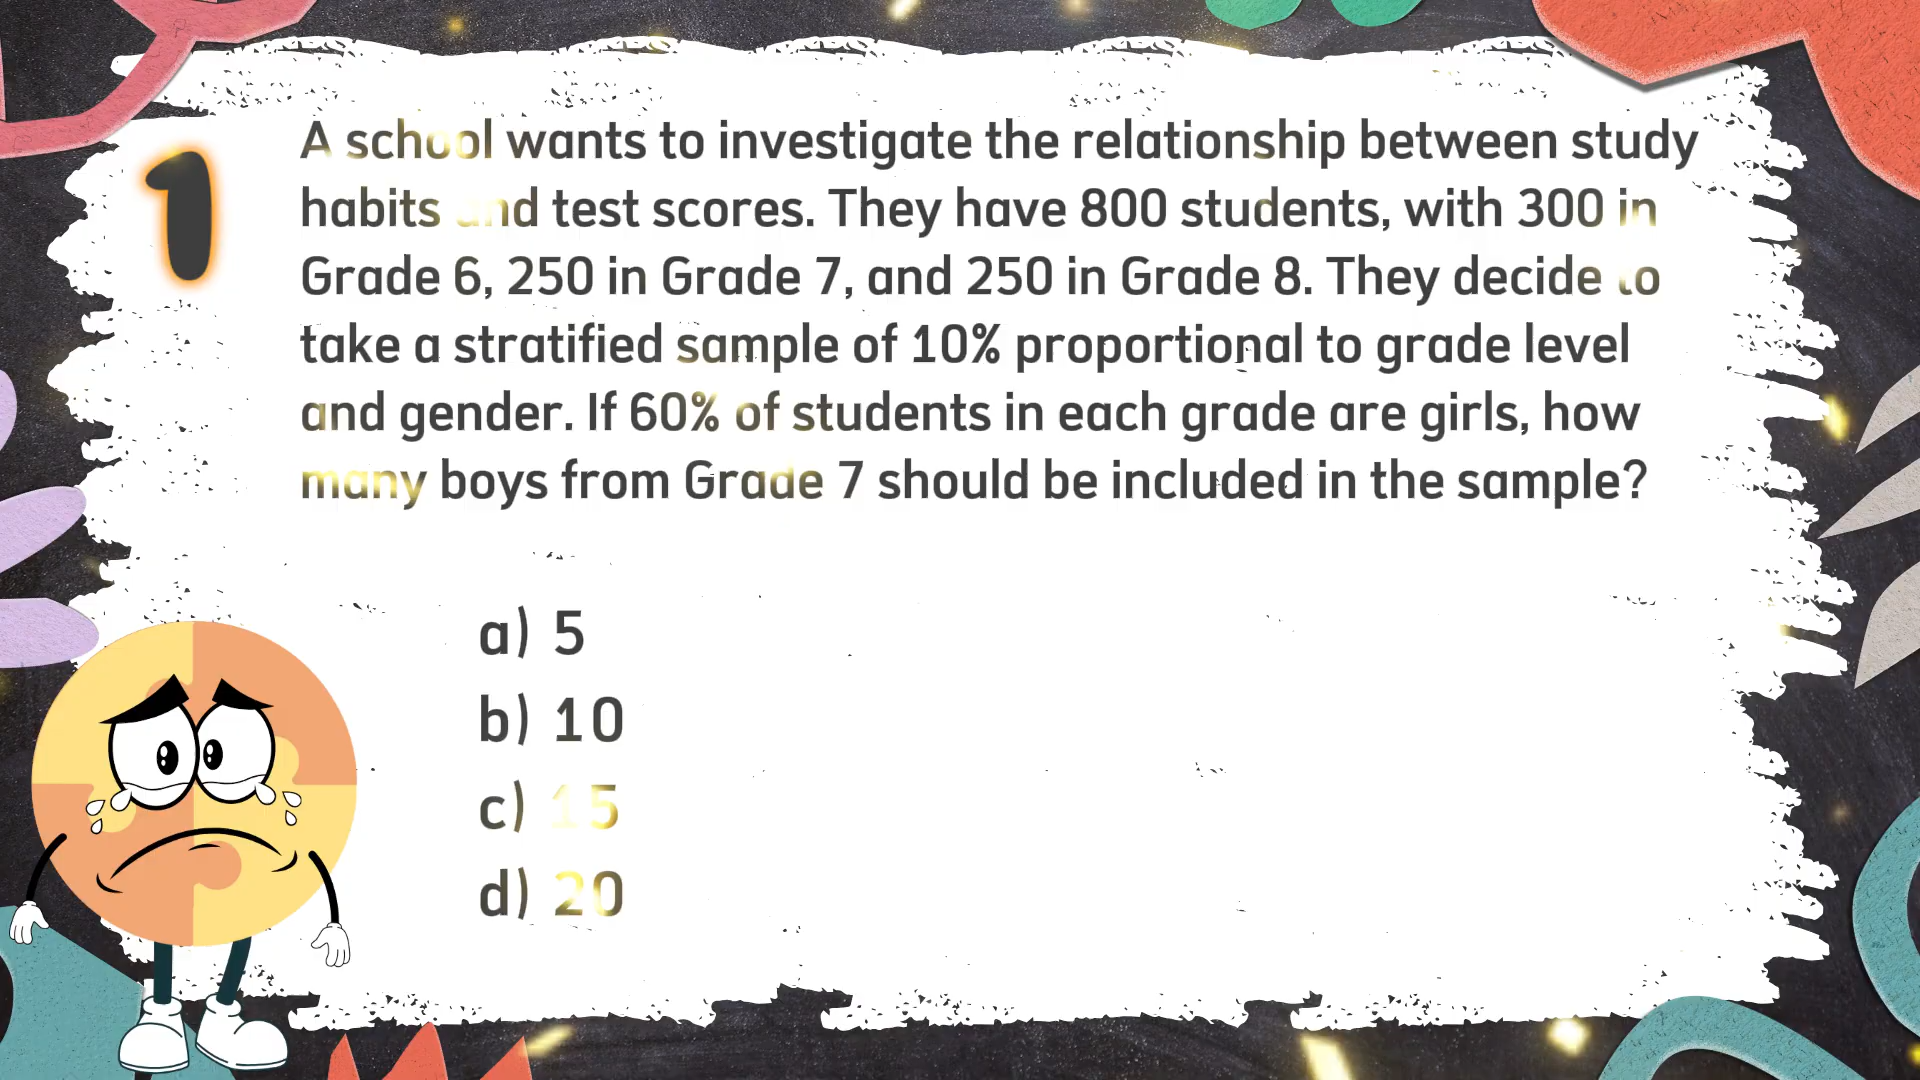 1
A school wants to investigate the relationship between study
habits and test scores. They have 800 students, with 300 in
Grade 6, 250 in Grade 7, and 250 in Grade 8. They decide to
take a stratified sample of 10% proportional to grade level
and gender. If 60% of students in each grade are girls, how
many boys from Grade 7 should be included in the sample?
a) 5
b) 10
c) 15
d) 20